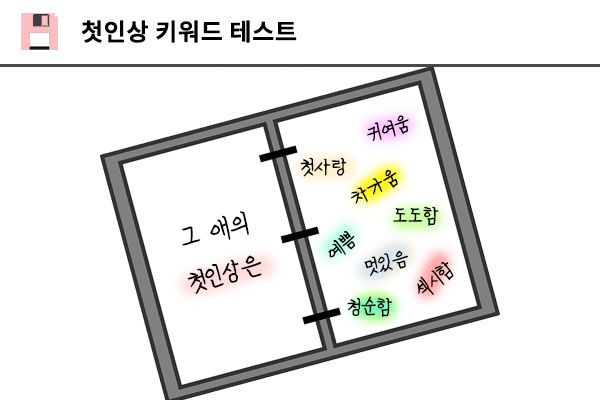 첫인상 키워드 테스트
그 애의
첫인상은
귀여움
첫사랑
차가움
도도함
예쁨
멋있음
섹시함
청순함